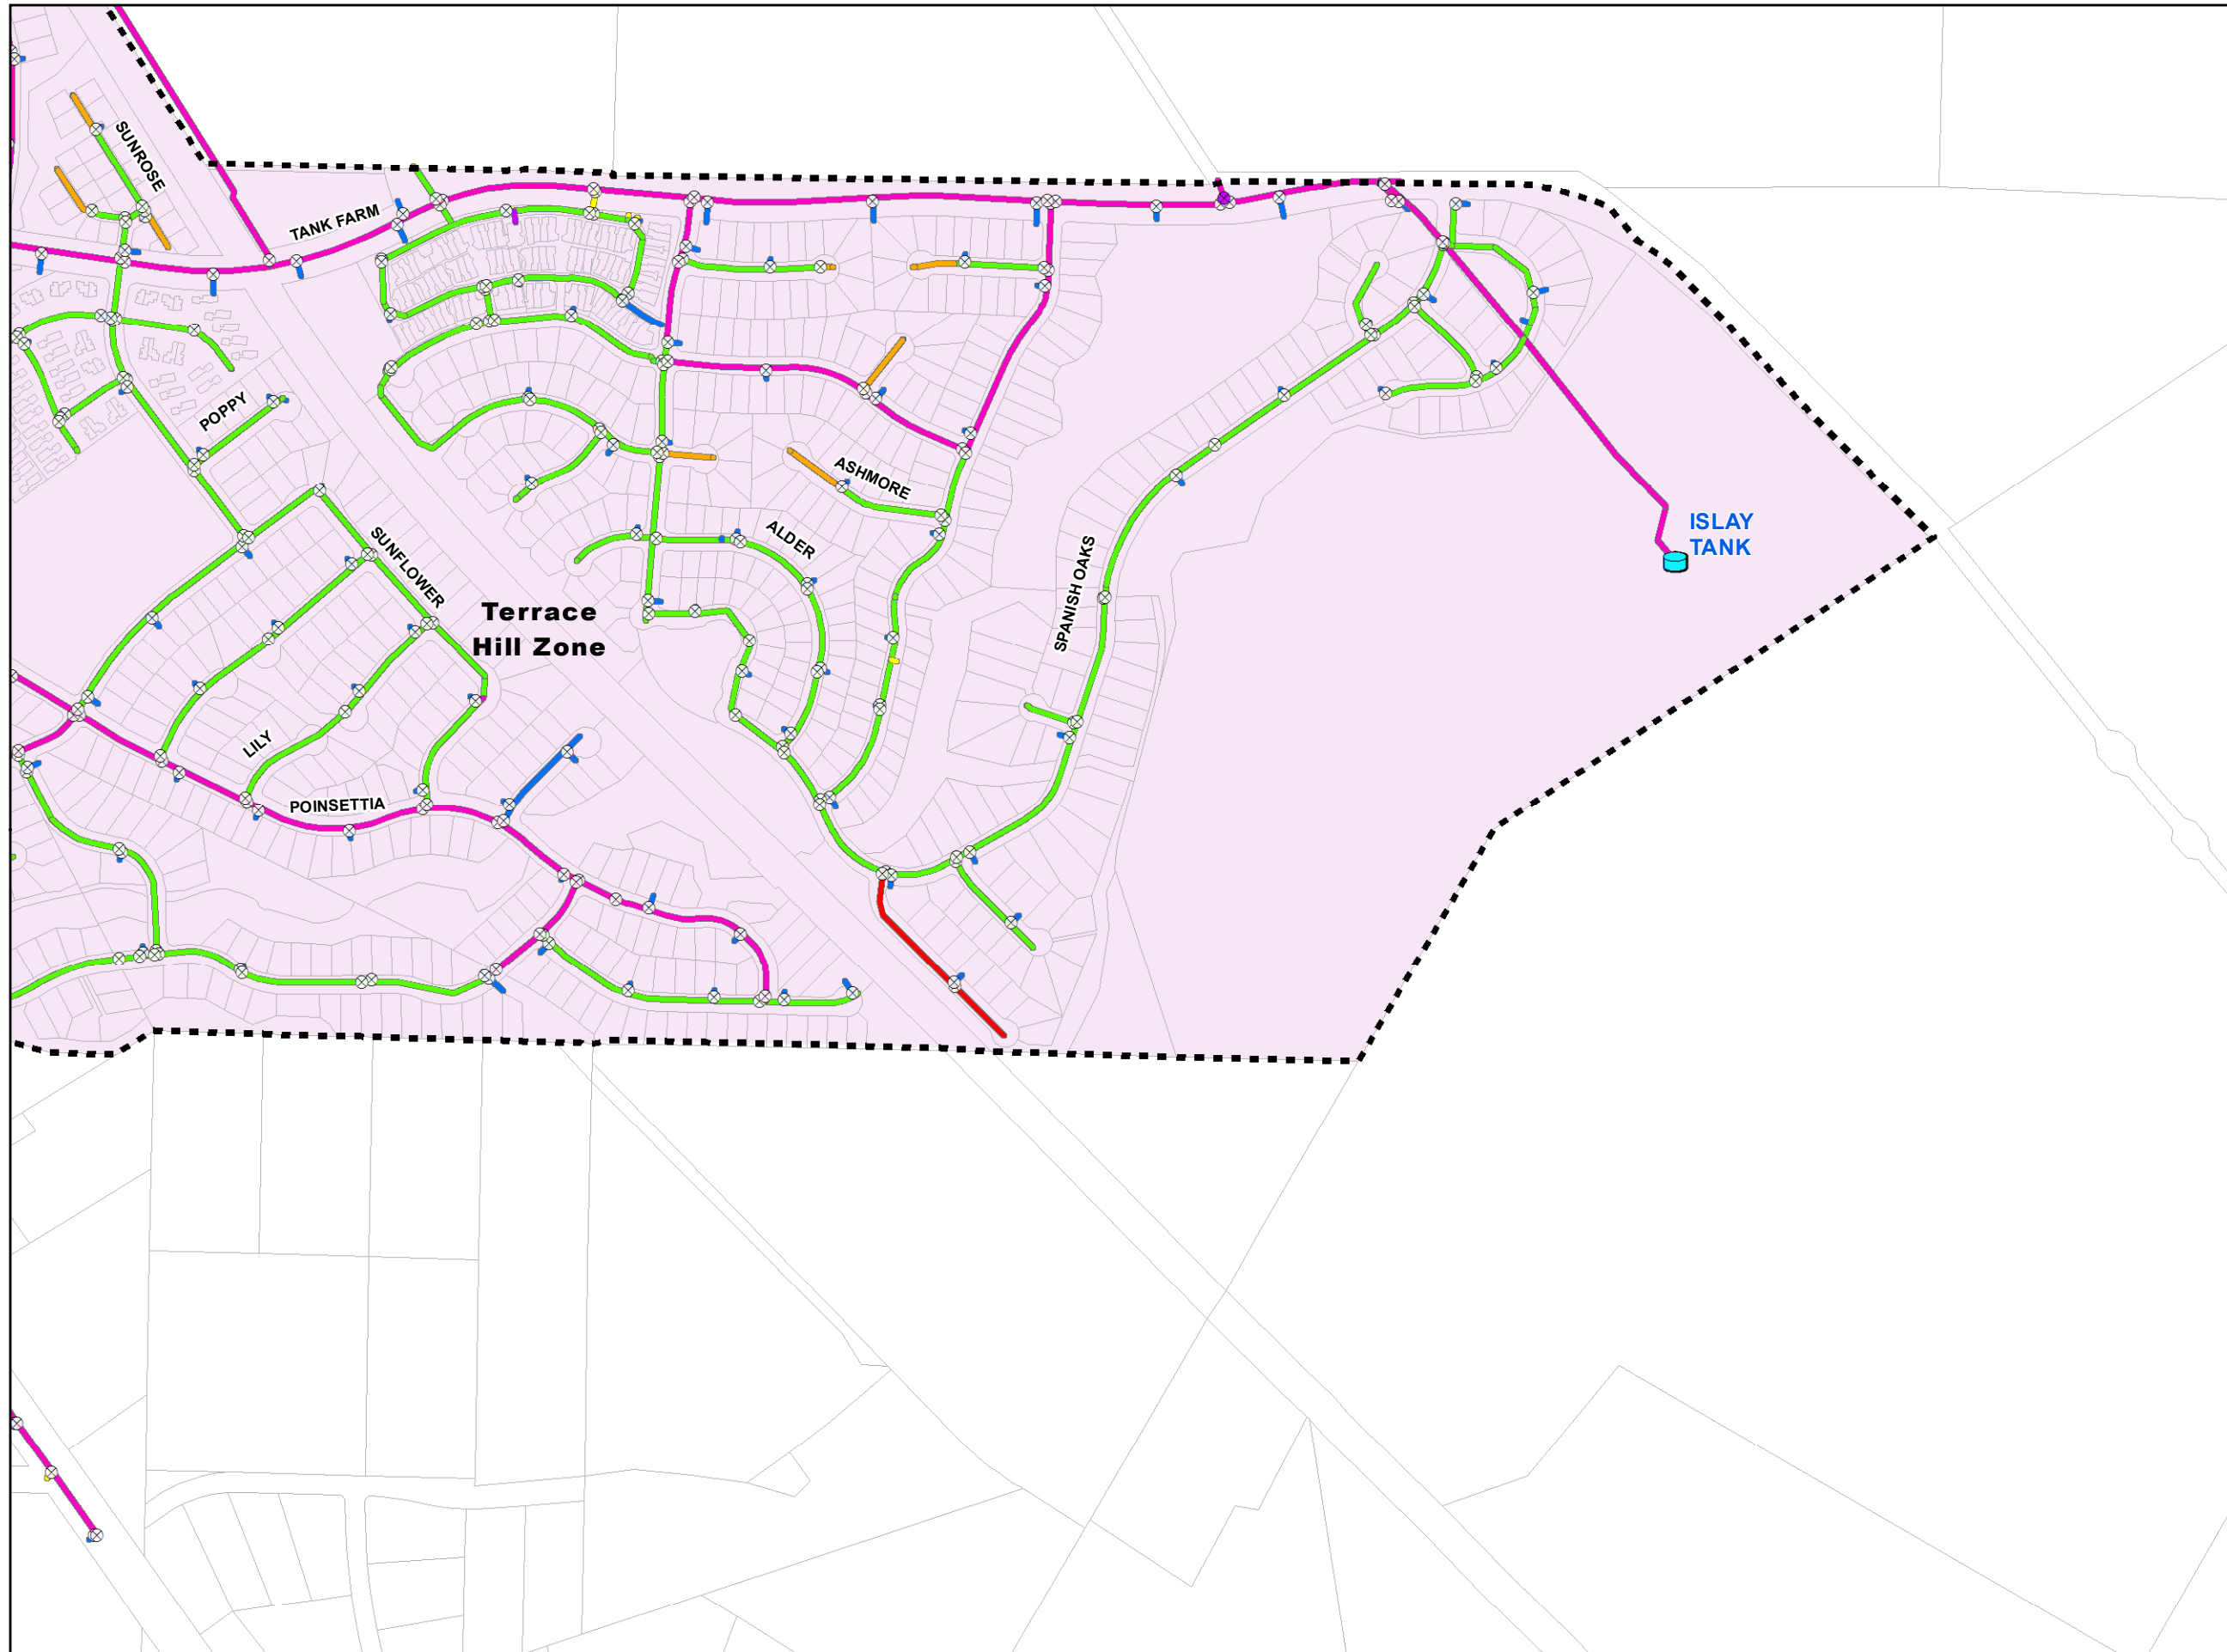 SUNROSE
TANK FARM
POPPY
ASHMORE
SUNFLOWER
ALDER
ISLAY
TANK
SPANISH OAKS
Terrace
Hill Zone
LILY
POINSETTIA